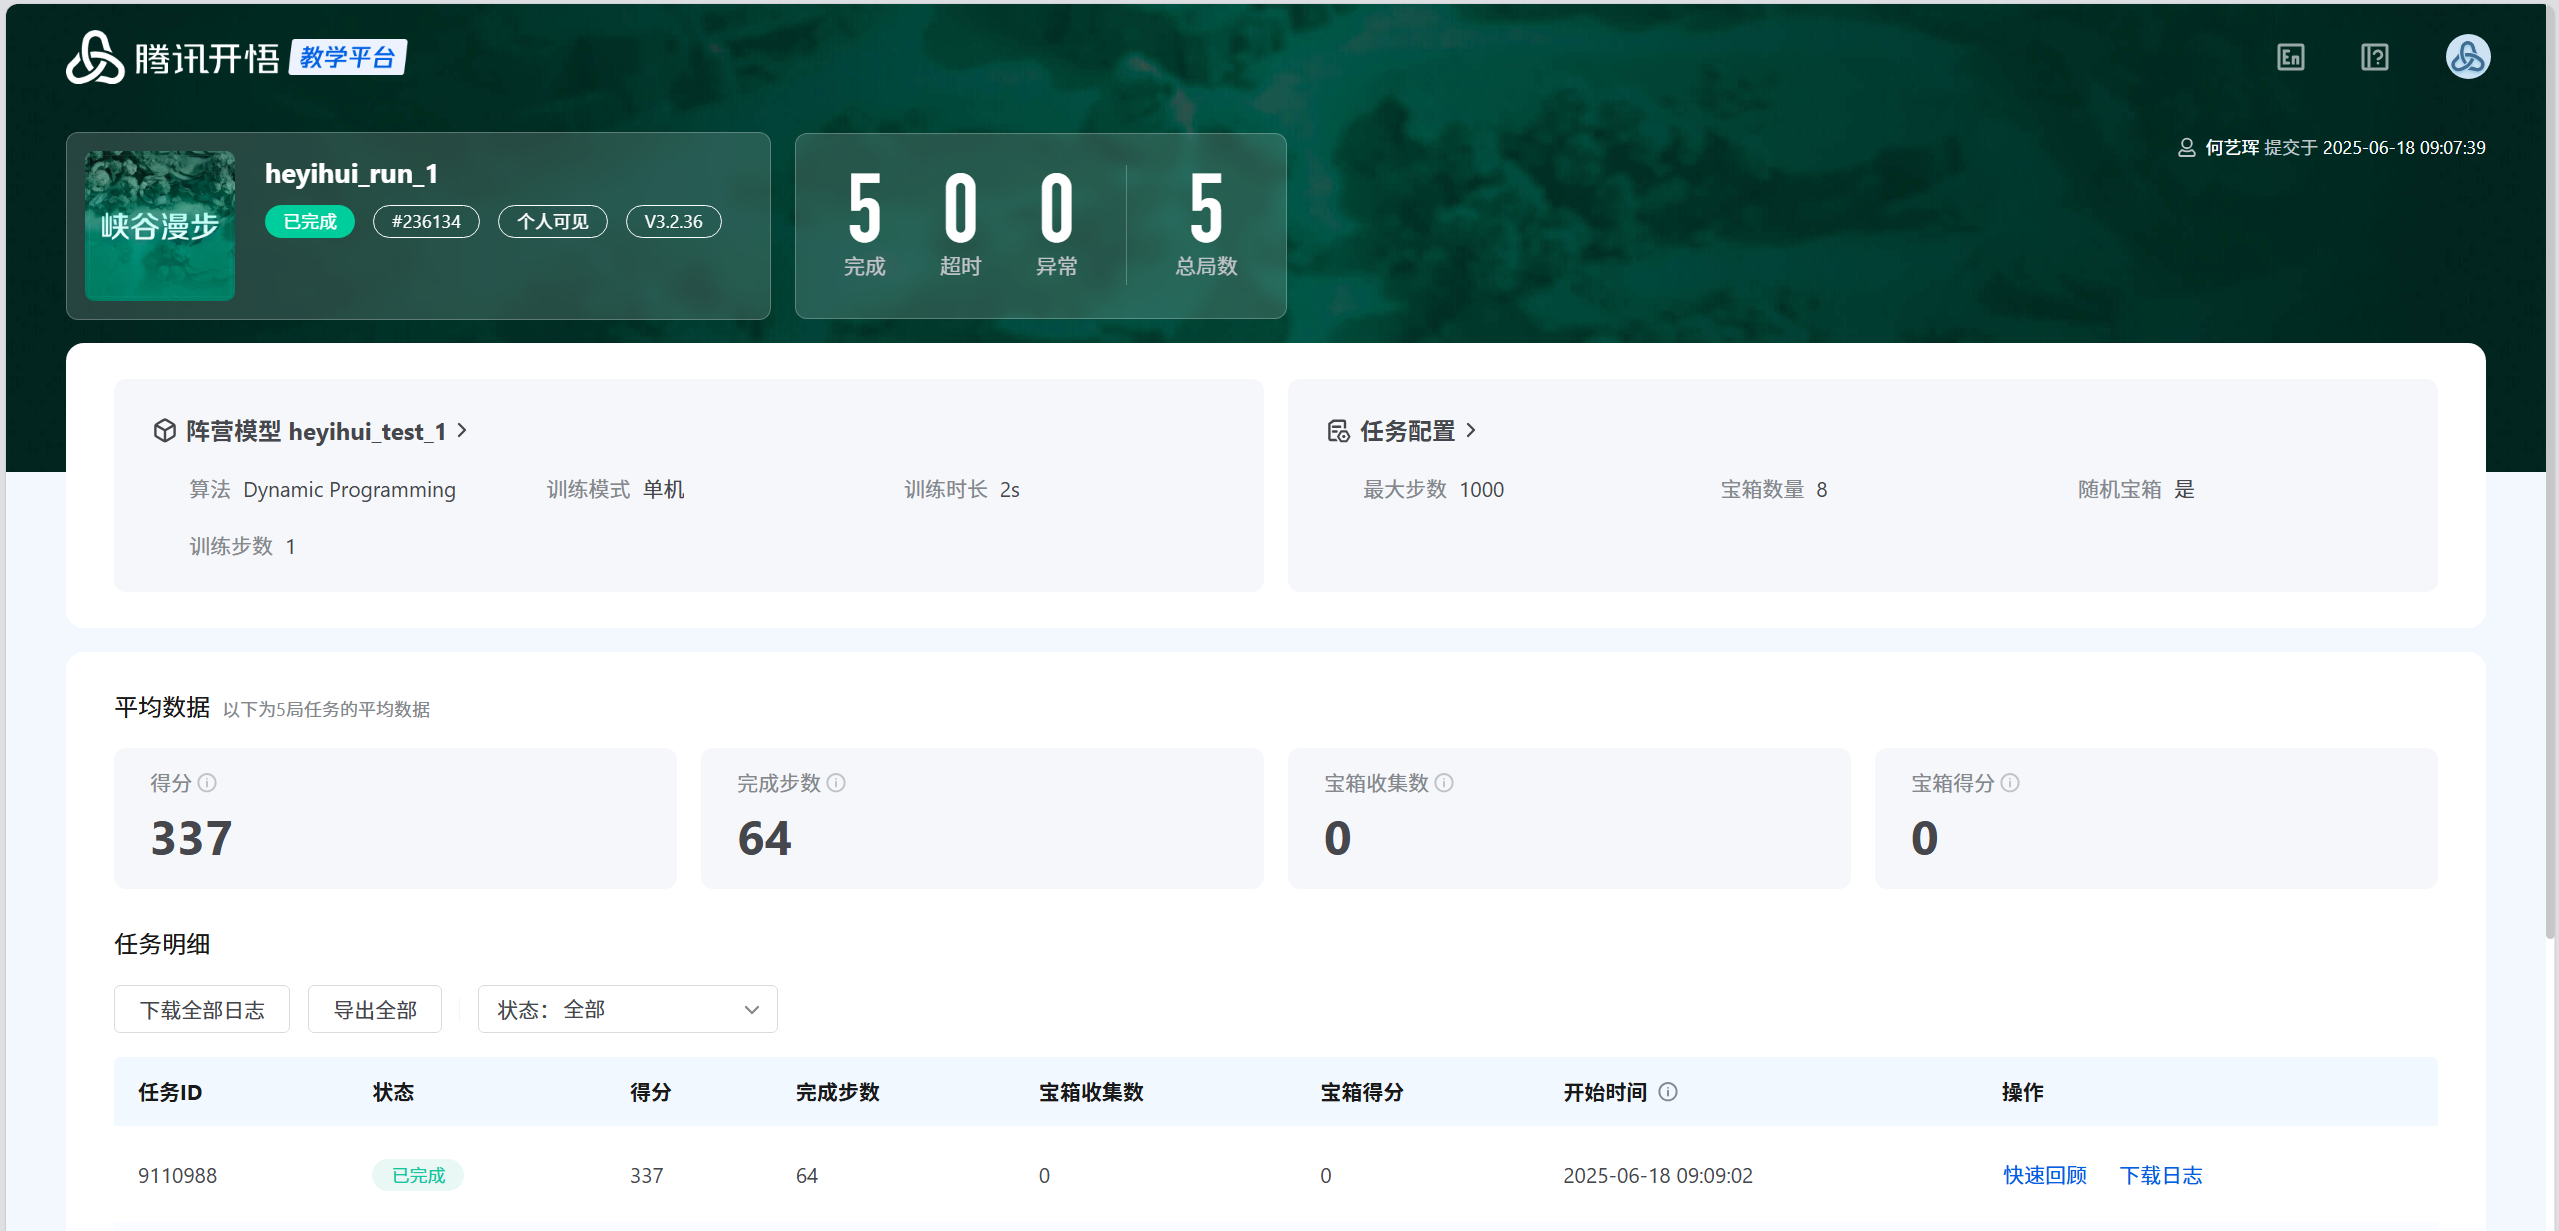 腾讯开悟 教学平台
En
何艺珲 提交于 2025-06-18 09:07:39
峡谷漫步
heyihui_run_1
已完成 #236134 个人可见 V3.2.36
5 0 0 5
完成 超时 异常 总局数
阵营模型 heyihui_test_1
算法 Dynamic Programming 训练模式 单机 训练时长 2s
训练步数 1
任务配置
最大步数 1000 宝箱数量 8 随机宝箱 是
平均数据 以下为5局任务的平均数据
得分 完成步数 宝箱收集数 宝箱得分
337 64 0 0
任务明细
下载全部日志 导出全部 状态： 全部
任务ID 状态 得分 完成步数 宝箱收集数 宝箱得分 开始时间 操作
9110988 已完成 337 64 0 0 2025-06-18 09:09:02 快速回顾 下载日志